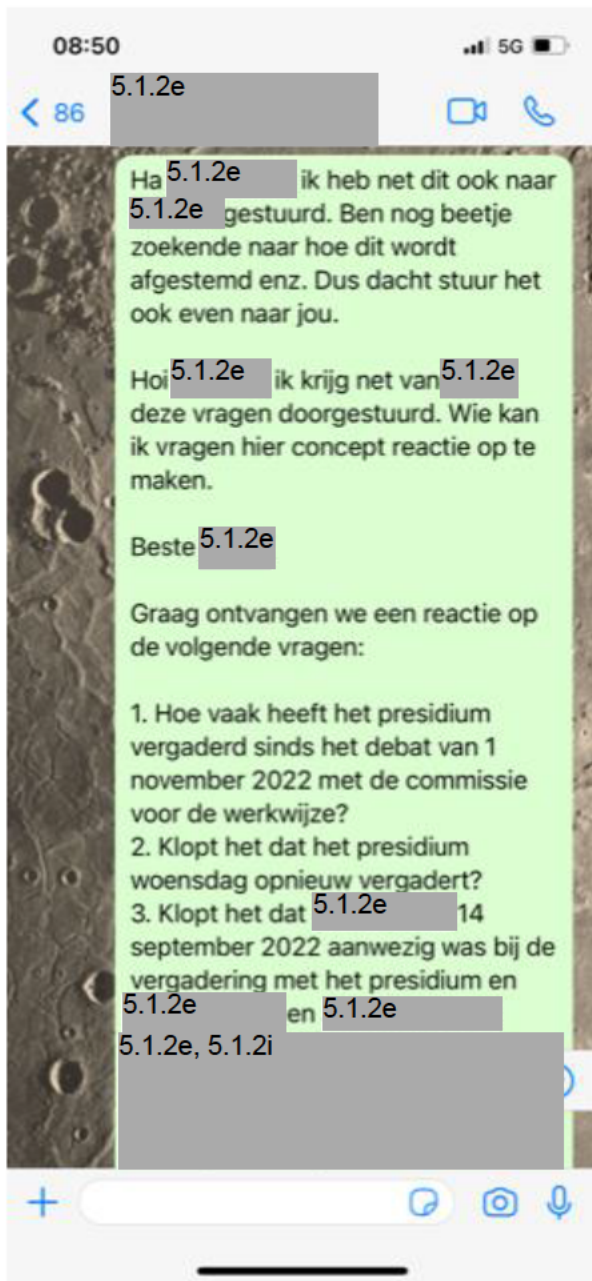 08:50
5G
86
5.1.2e
Ha 5.1.2e ik heb net dit ook naar
5.1.2e gestuurd. Ben nog beetje
zoekende naar hoe dit wordt
afgestemd enz. Dus dacht stuur het
ook even naar jou.
Hoi 5.1.2e ik krijg net van 5.1.2e
deze vragen doorgestuurd. Wie kan
ik vragen hier concept reactie op te
maken.
Beste 5.1.2e
Graag ontvangen we een reactie op
de volgende vragen:
1. Hoe vaak heeft het presidium
vergaderd sinds het debat van 1
november 2022 met de commissie
voor de werkwijze?
2. Klopt het dat het presidium
woensdag opnieuw vergadert?
3. Klopt het dat 5.1.2e 14
september 2022 aanwezig was bij de
vergadering met het presidium en
5.1.2e en 5.1.2e
5.1.2e, 5.1.2i